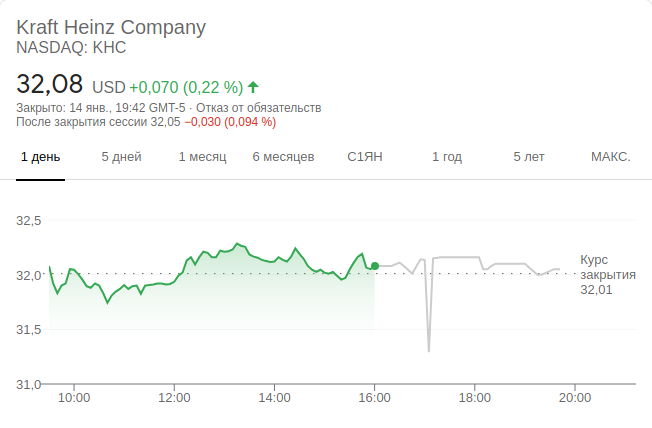 Kraft Heinz Company
NASDAQ: KHC
32,08 USD +0,070 (0,22 %)
Закрыто: 14 янв., 19:42 GMT-5 · Отказ от обязательств
После закрытия сессии 32,05 −0,030 (0,094 %)
1 день 5 дней 1 месяц 6 месяцев С1ЯН 1 год 5 лет МАКС.
32,5
32,0
31,5
31,0
Курс
закрытия
32,01
10:00 12:00 14:00 16:00 18:00 20:00